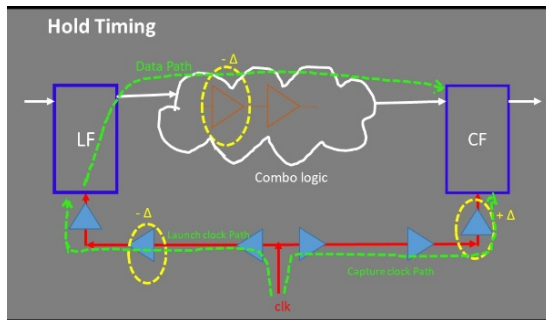 Hold Timing
Data Path
- Δ
LF
CF
Combo logic
- Δ
Launch clock Path
+ Δ
Capture clock Path
clk